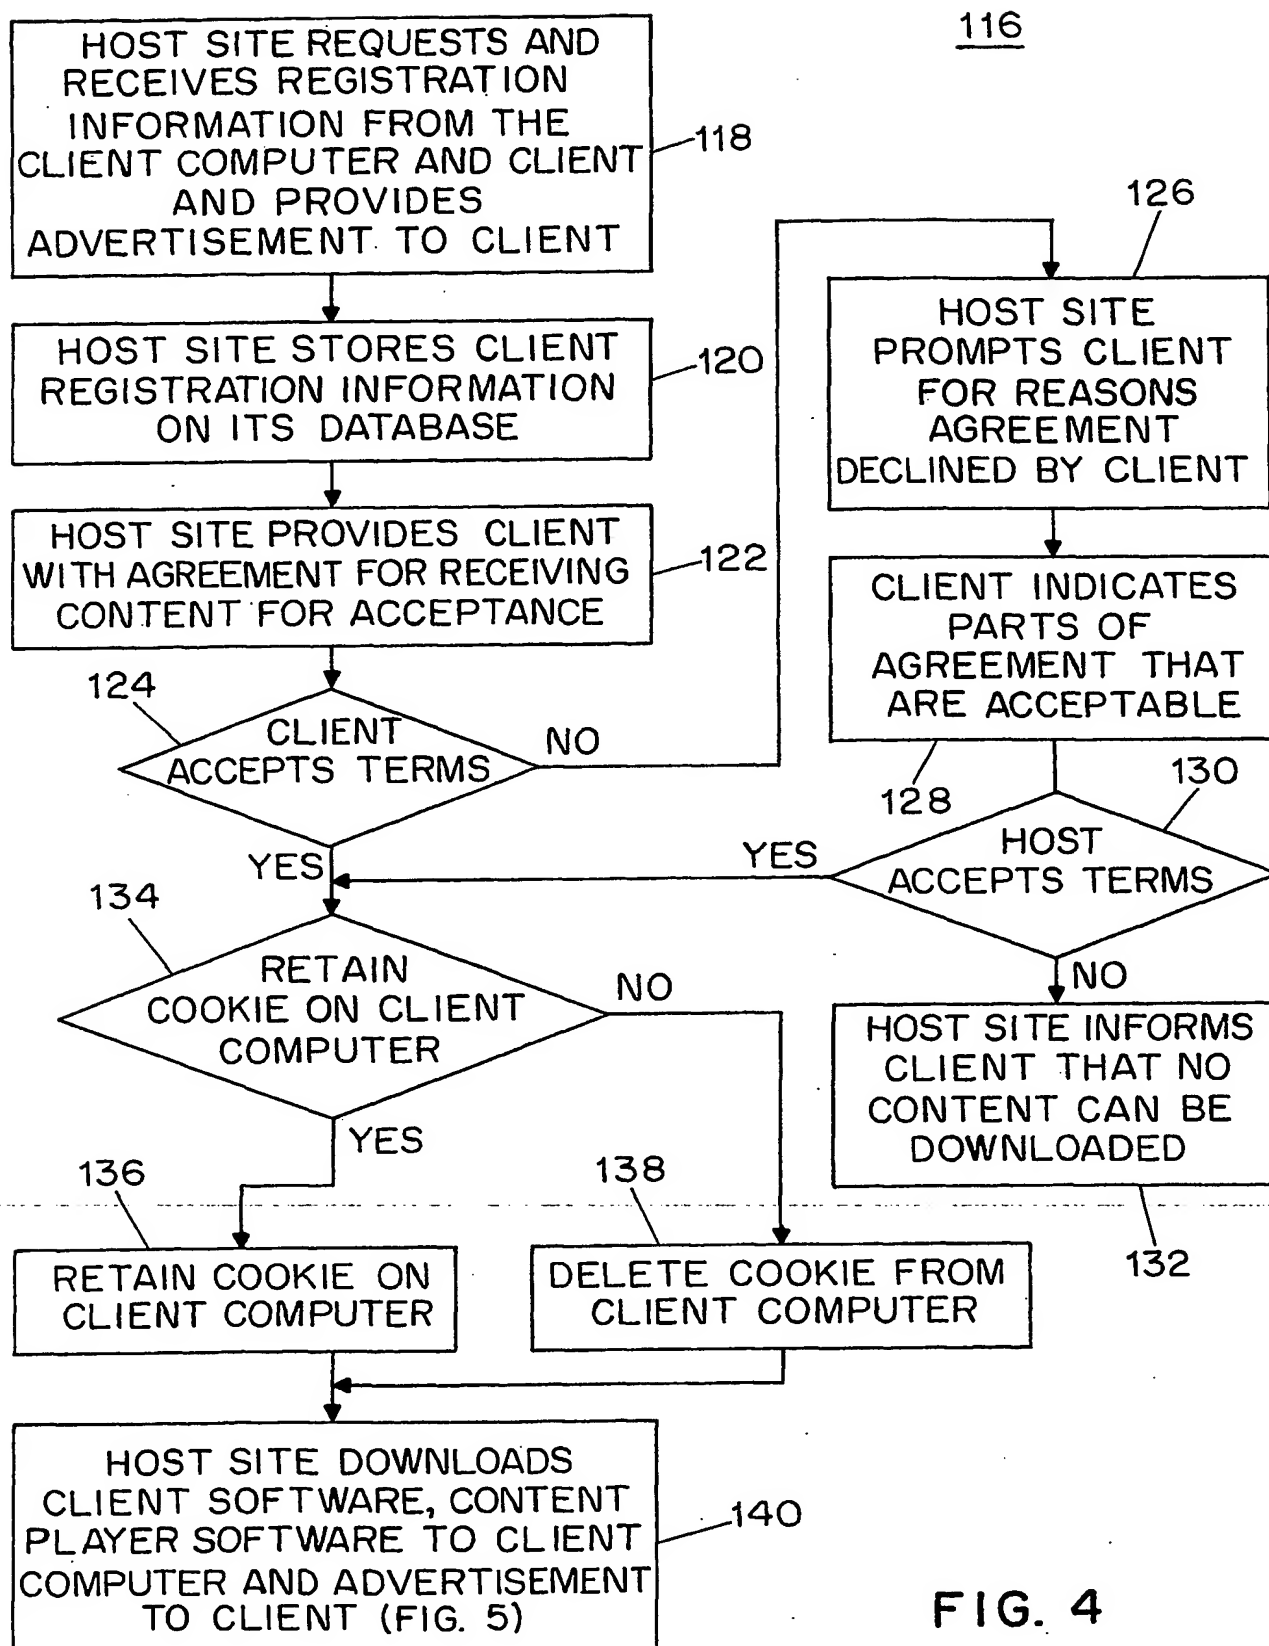 116
HOST SITE REQUESTS AND
RECEIVES REGISTRATION
INFORMATION FROM THE
CLIENT COMPUTER AND CLIENT
AND PROVIDES
ADVERTISEMENT TO CLIENT
118
HOST SITE STORES CLIENT
REGISTRATION INFORMATION
ON ITS DATABASE
120
HOST SITE PROVIDES CLIENT
WITH AGREEMENT FOR RECEIVING
CONTENT FOR ACCEPTANCE
122
124
CLIENT
ACCEPTS TERMS
NO
YES
126
HOST SITE
PROMPTS CLIENT
FOR REASONS
AGREEMENT
DECLINED BY CLIENT
CLIENT INDICATES
PARTS OF
AGREEMENT THAT
ARE ACCEPTABLE
128
130
HOST
ACCEPTS TERMS
YES
NO
HOST SITE INFORMS
CLIENT THAT NO
CONTENT CAN BE
DOWNLOADED
132
134
RETAIN
COOKIE ON CLIENT
COMPUTER
NO
YES
136
RETAIN COOKIE ON
CLIENT COMPUTER
138
DELETE COOKIE FROM
CLIENT COMPUTER
HOST SITE DOWNLOADS
CLIENT SOFTWARE, CONTENT
PLAYER SOFTWARE TO CLIENT
COMPUTER AND ADVERTISEMENT
TO CLIENT (FIG. 5)
140
FIG. 4